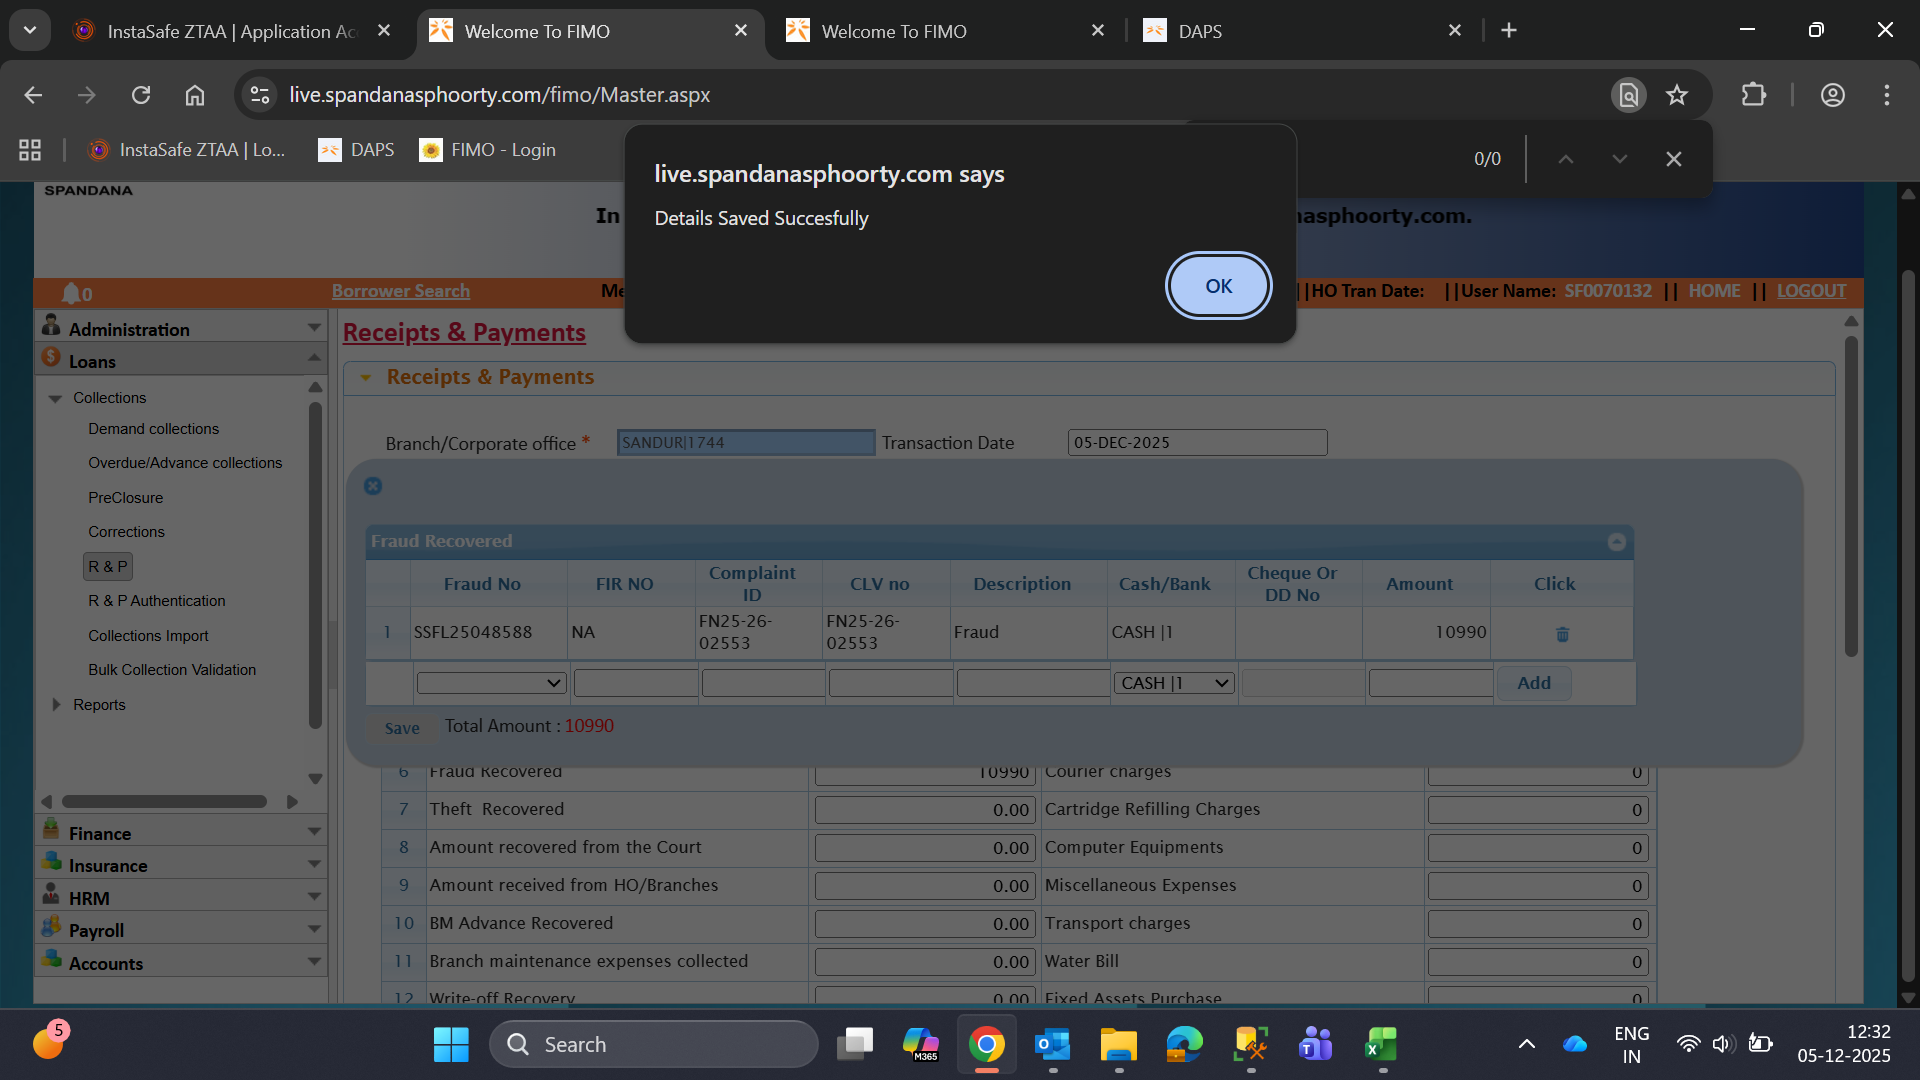 InstaSafe ZTAA | Application Ac
Welcome To FIMO
Welcome To FIMO
DAPS
live.spandanasphoorty.com/fimo/Master.aspx
InstaSafe ZTAA | Lo...
DAPS
FIMO - Login
0/0
live.spandanasphoorty.com says
Details Saved Succesfully
OK
SPANDANA
In
nasphoorty.com.
0
Borrower Search
Me
||HO Tran Date: ||User Name: SF0070132 || HOME || LOGOUT
Administration
Loans
Collections
Demand collections
Overdue/Advance collections
PreClosure
Corrections
R & P
R & P Authentication
Collections Import
Bulk Collection Validation
Reports
Finance
Insurance
HRM
Payroll
Accounts
Receipts & Payments
Receipts & Payments
Branch/Corporate office * SANDUR|1744 Transaction Date 05-DEC-2025
Fraud Recovered
Fraud No FIR NO Complaint ID CLV no Description Cash/Bank Cheque Or DD No Amount Click
1 SSFL25048588 NA FN25-26-02553 FN25-26-02553 Fraud CASH |1 10990
CASH |1 Add
Save Total Amount : 10990
6 Fraud Recovered 10990 Courier charges 0
7 Theft Recovered 0.00 Cartridge Refilling Charges 0
8 Amount recovered from the Court 0.00 Computer Equipments 0
9 Amount received from HO/Branches 0.00 Miscellaneous Expenses 0
10 BM Advance Recovered 0.00 Transport charges 0
11 Branch maintenance expenses collected 0.00 Water Bill 0
12 Write-off Recovery 0.00 Fixed Assets Purchase 0
5
Search
M365
ENG
IN
12:32
05-12-2025